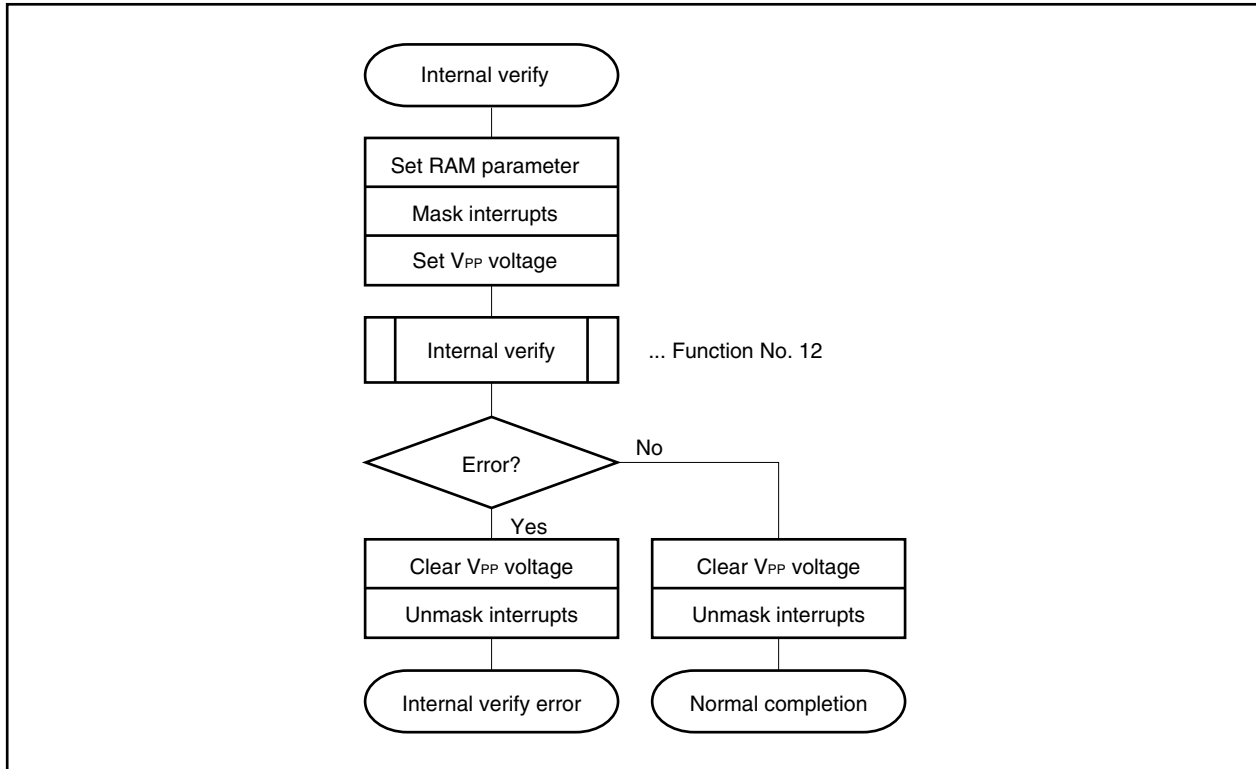 Internal verify
Set RAM parameter
Mask interrupts
Set VPP voltage
Internal verify
... Function No. 12
Error?
No
Yes
Clear VPP voltage
Unmask interrupts
Clear VPP voltage
Unmask interrupts
Internal verify error
Normal completion